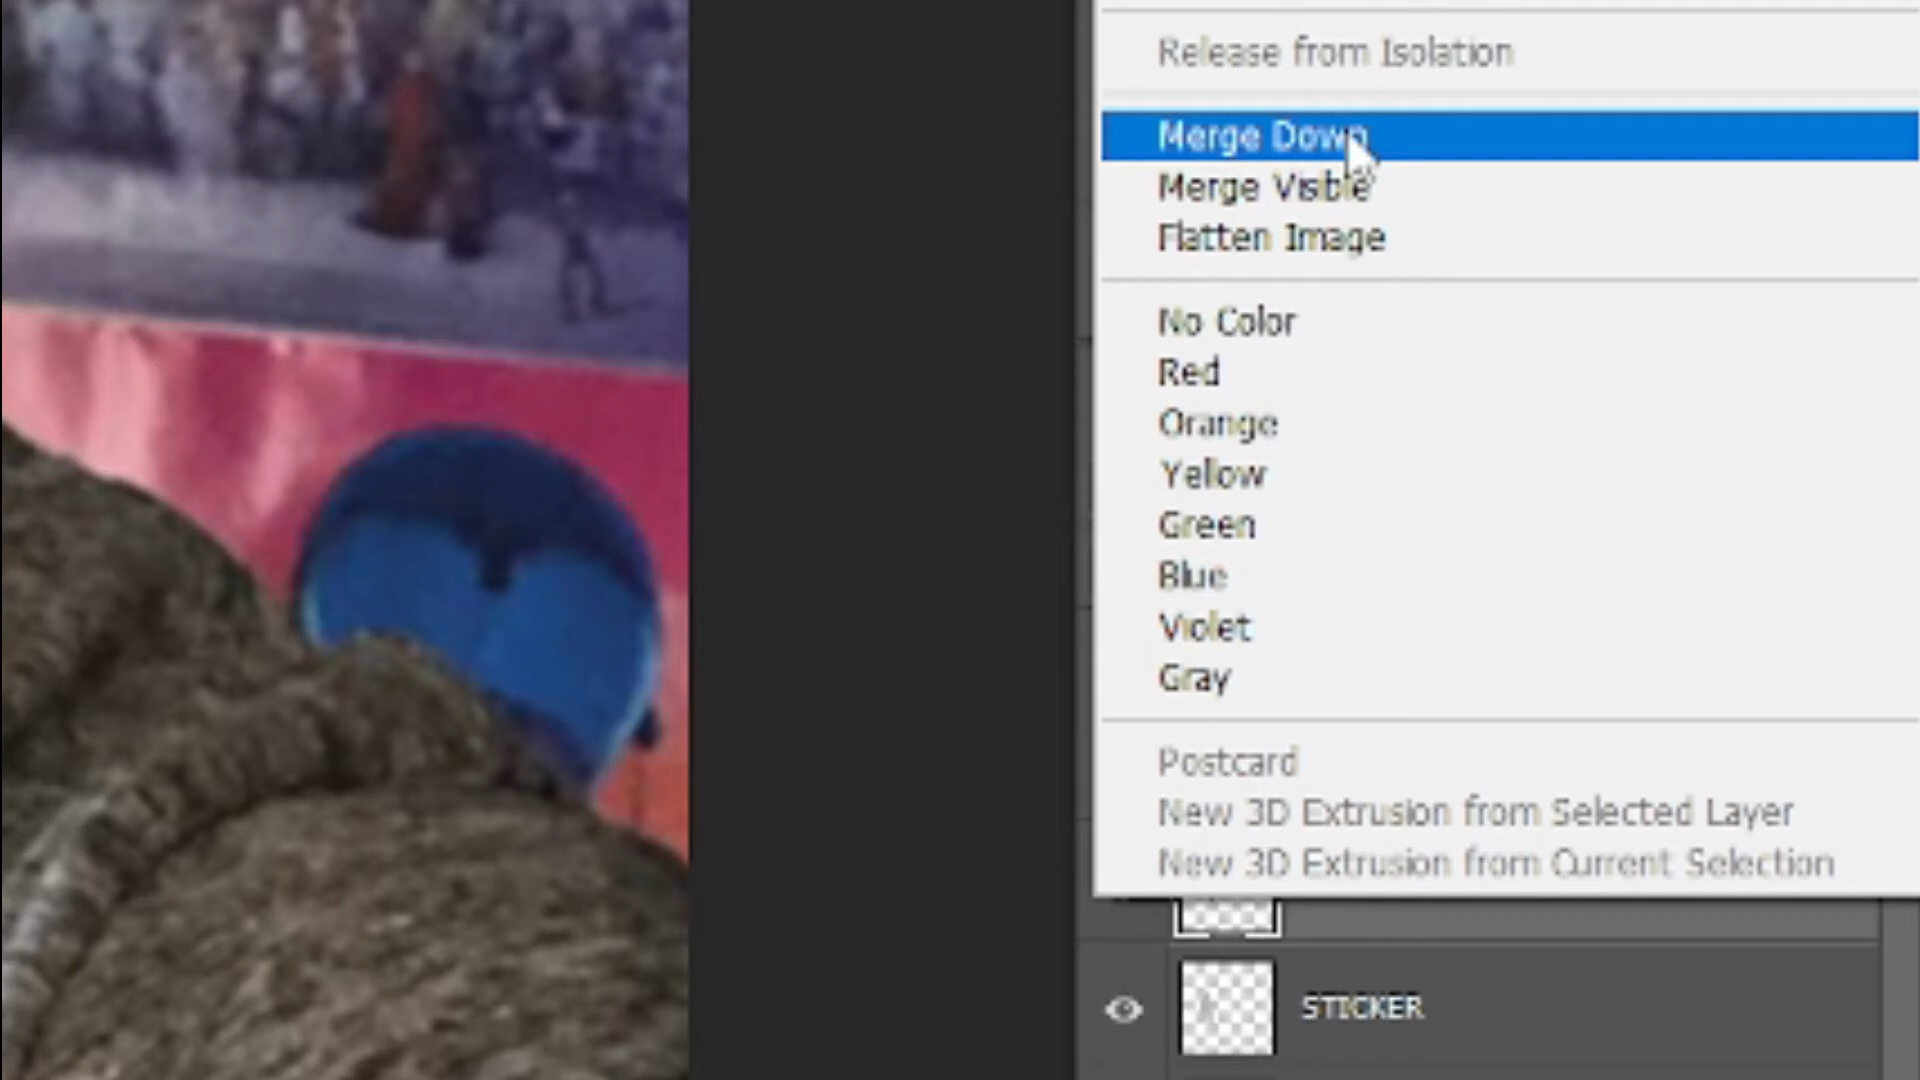 Release from Isolation
Merge Down
Merge Visible
Flatten Image
No Color
Red
Orange
Yellow
Green
Blue
Violet
Gray
Postcard
New 3D Extrusion from Selected Layer
New 3D Extrusion from Current Selection
STICKER